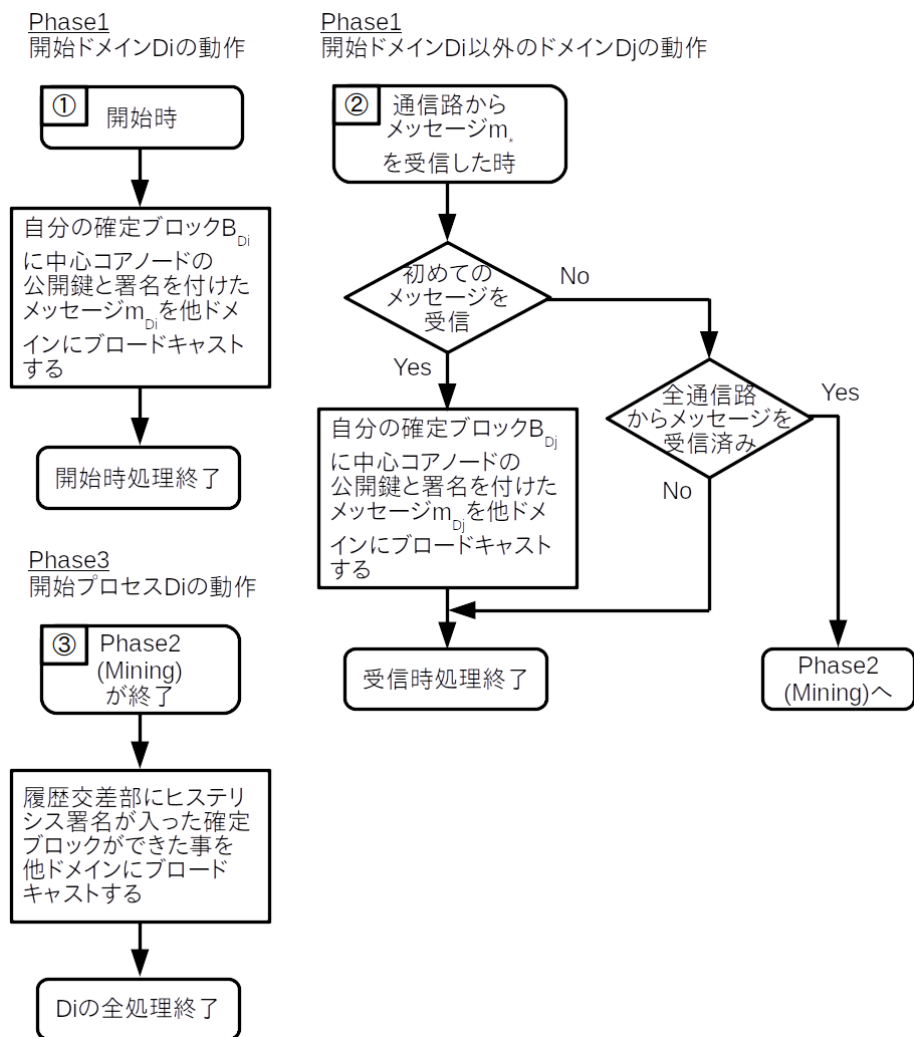 Phase1
開始ドメインDiの動作
①
開始時
自分の確定ブロックB_Di
に中心コアノードの
公開鍵と署名を付けた
メッセージm_Diを他ドメ
インにブロードキャスト
する
開始時処理終了
Phase3
開始プロセスDiの動作
③
Phase2
(Mining)
が終了
履歴交差部にヒステリ
シス署名が入った確定
ブロックができた事を
他ドメインにブロード
キャストする
Diの全処理終了
Phase1
開始ドメインDi以外のドメインDjの動作
②
通信路から
メッセージm_*
を受信した時
初めての
メッセージを
受信
No
Yes
全通信路
からメッセージを
受信済み
Yes
No
自分の確定ブロックB_Dj
に中心コアノードの
公開鍵と署名を付けた
メッセージm_Djを他ドメ
インにブロードキャスト
する
受信時処理終了
Phase2
(Mining)へ